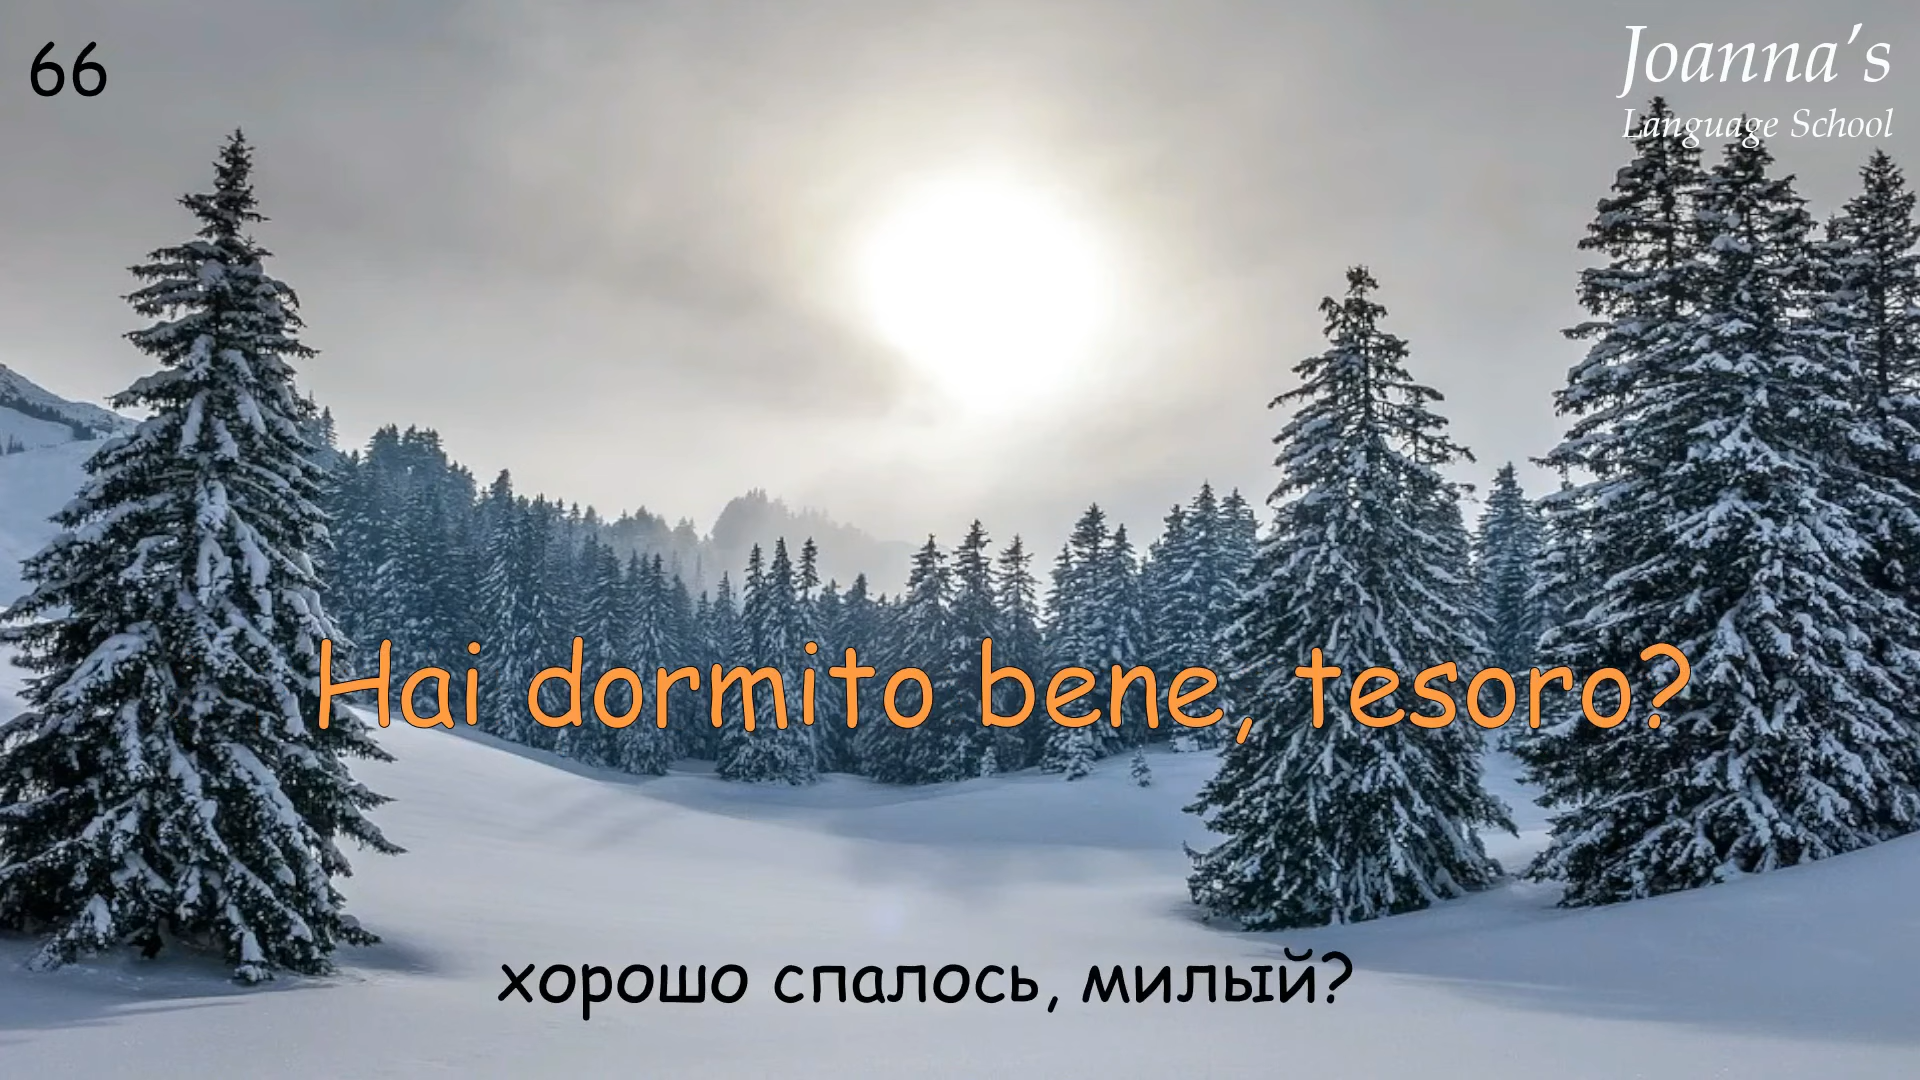 66
Joanna's
Language School
Hai dormito bene, tesoro?
хорошо спалось, милый?